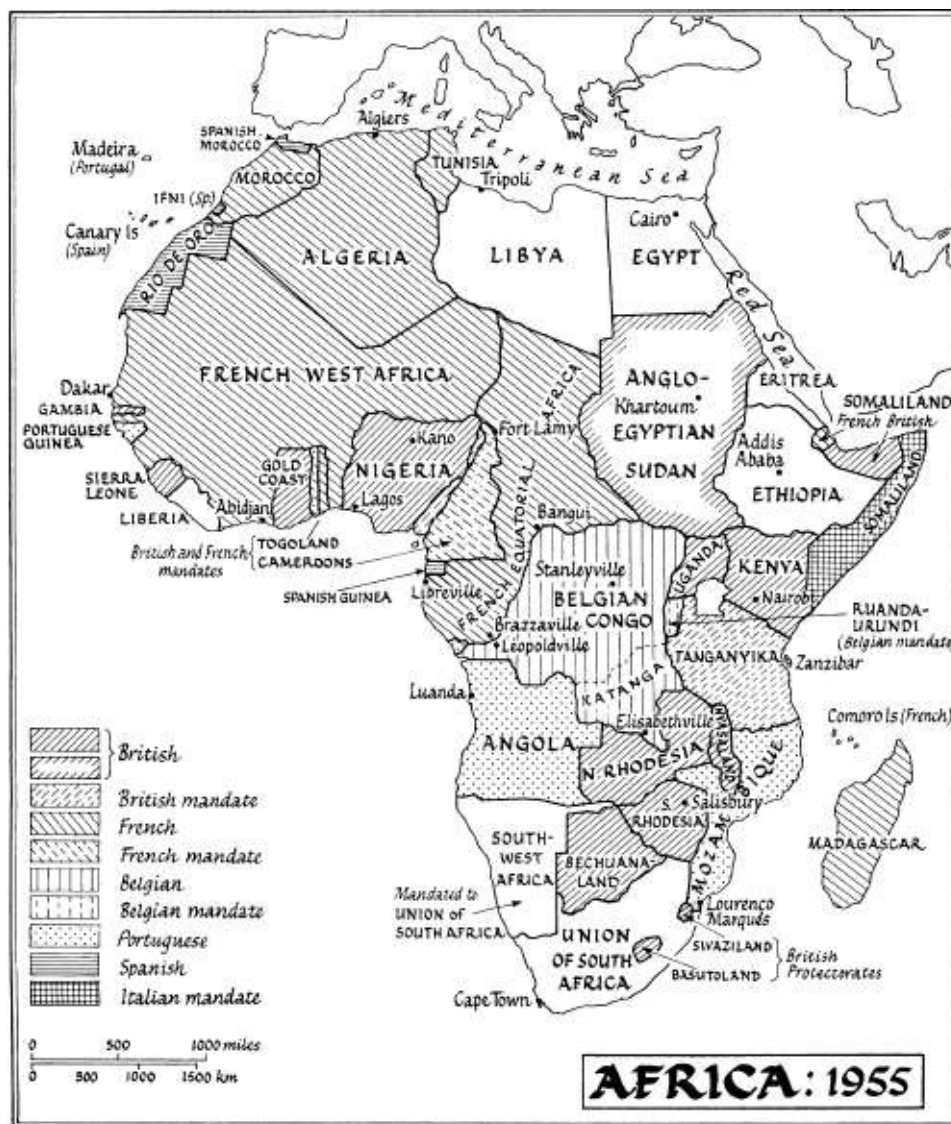 Mediterranean Sea
Algiers
SPANISH
MOROCCO
Madeira
(Portugal)
TUNISIA
Tripoli
MOROCCO
IFNI (Sp)
Canary Is
(Spain)
RIO DE ORO
ALGERIA
LIBYA
Cairo
EGYPT
Red Sea
FRENCH WEST AFRICA
Dakar
GAMBIA
PORTUGUESE
GUINEA
SIERRA
LEONE
LIBERIA
Abidjan
GOLD
COAST
Kano
NIGERIA
Lagos
British and French
mandates
TOGOLAND
CAMEROONS
SPANISH GUINEA
Fort Lamy
FRENCH EQUATORIAL AFRICA
ANGLO-
Khartoum
EGYPTIAN
SUDAN
ERITREA
SOMALILAND
French British
Addis
Ababa
ETHIOPIA
SOMALILAND
Bangui
Libreville
Stanleyville
BELGIAN
CONGO
Brazzaville
Leopoldville
UGANDA
KENYA
Nairobi
RUANDA-
URUNDI
(Belgian mandate)
TANGANYIKA
Zanzibar
KATANGA
Luanda
Elisabethville
ANGOLA
N RHODESIA
NYASALAND
Comoro Is (French)
MOZAMBIQUE
S.
RHODESIA
Salisbury
MADAGASCAR
SOUTH-
WEST
AFRICA
BECHUANA-
LAND
Mandated to
UNION OF
SOUTH AFRICA
Lourenco
Marques
SWAZILAND
BASUTOLAND
British
Protectorates
UNION
OF SOUTH
AFRICA
Cape Town
British
British mandate
French
French mandate
Belgian
Belgian mandate
Portuguese
Spanish
Italian mandate
0 500 1000 miles
0 500 1000 1500 km
AFRICA: 1955